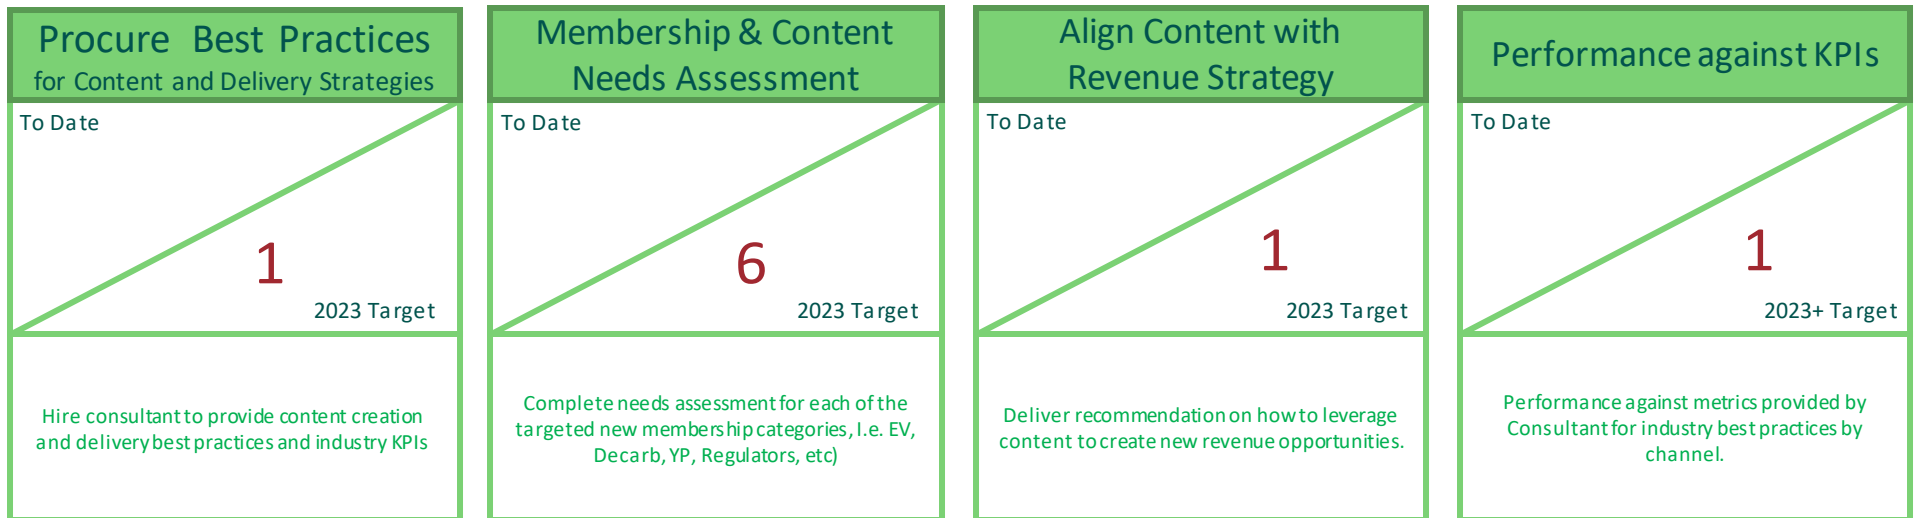 Procure Best Practices
for Content and Delivery Strategies
To Date
1
2023 Target
Hire consultant to provide content creation
and delivery best practices and industry KPIs
Membership & Content
Needs Assessment
To Date
6
2023 Target
Complete needs assessment for each of the
targeted new membership categories, I.e. EV,
Decarb, YP, Regulators, etc)
Align Content with
Revenue Strategy
To Date
1
2023 Target
Deliver recommendation on how to leverage
content to create new revenue opportunities.
Performance against KPIs
To Date
1
2023+ Target
Performance against metrics provided by
Consultant for industry best practices by
channel.